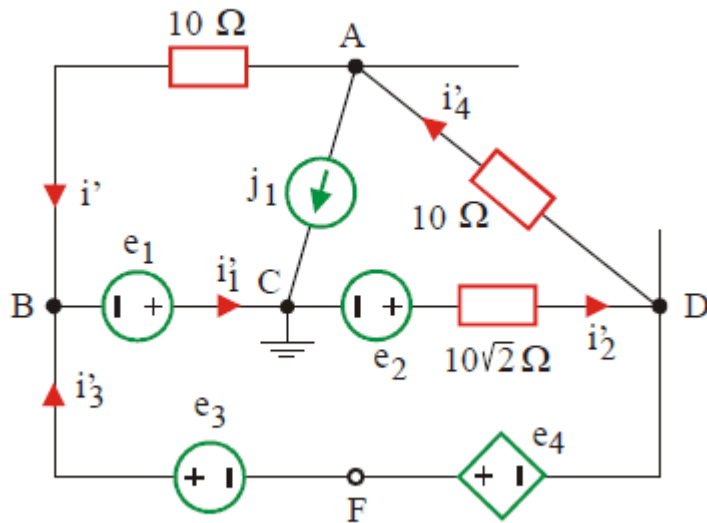 10 Ω
A
i'₄
j₁
10 Ω
i'
e₁
i'₁
C
B
D
e₂
10√2 Ω
i'₂
i'₃
e₃
e₄
F